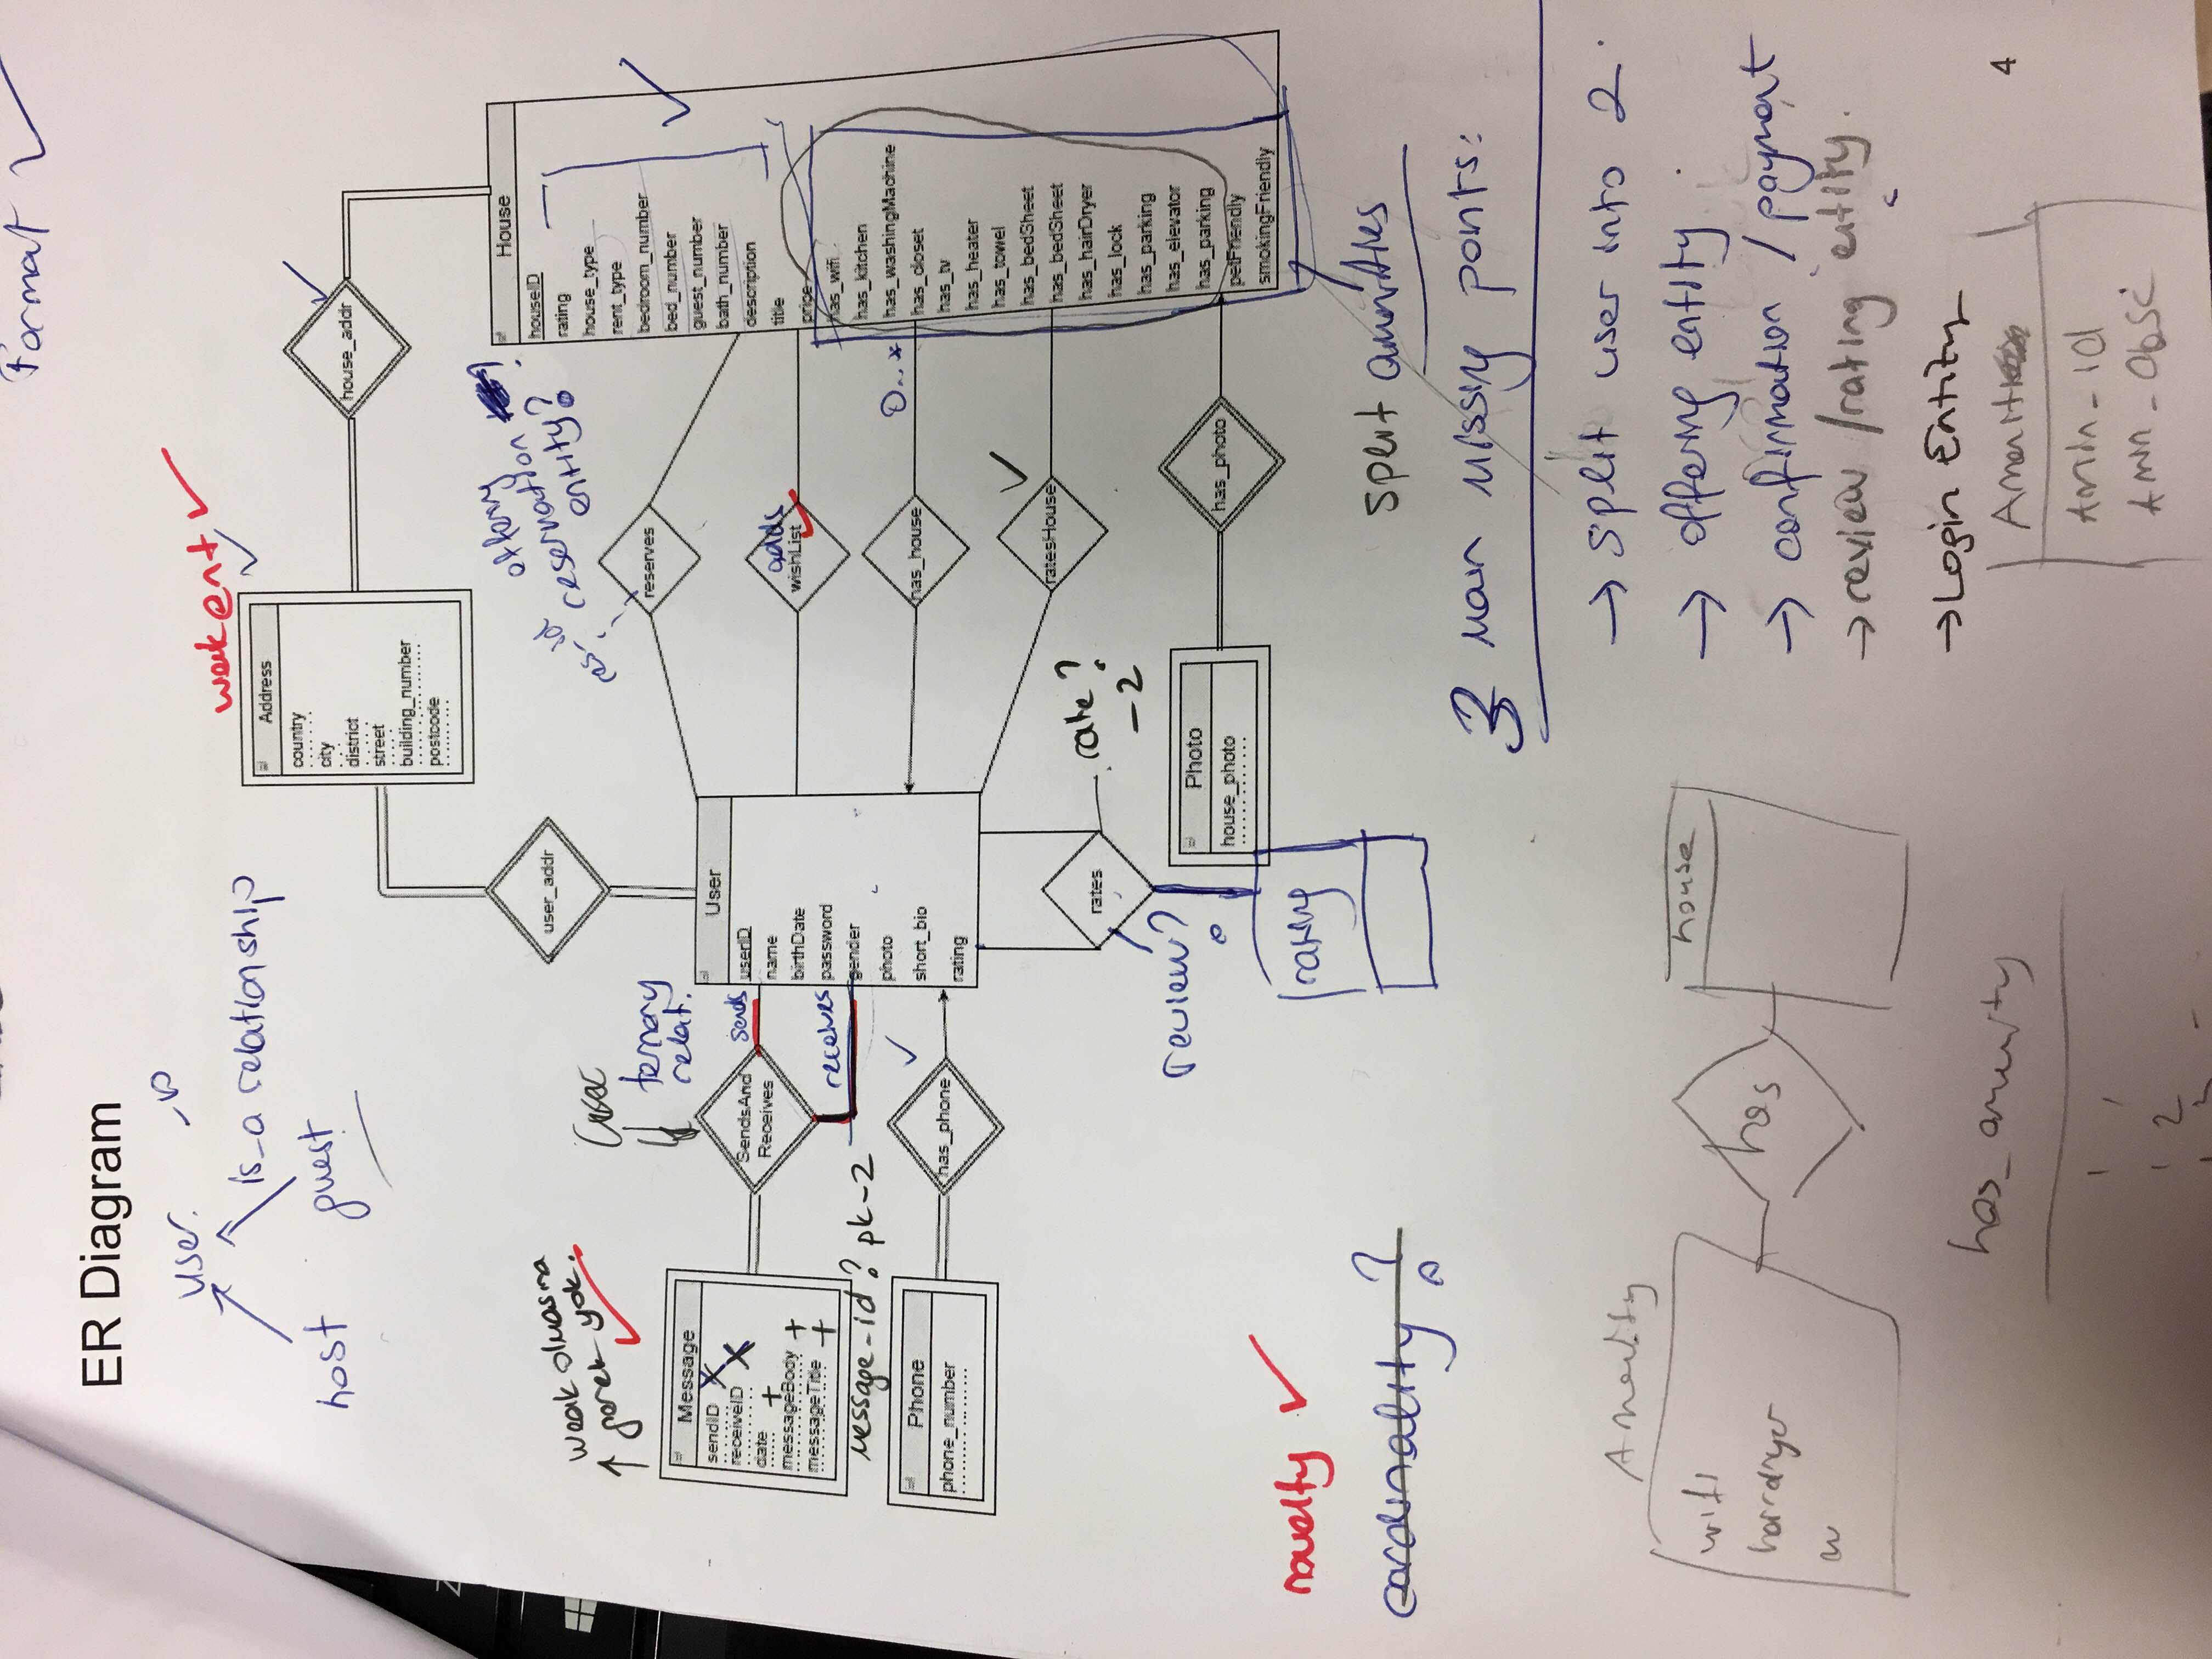 Format
ER Diagram
user.
is_a relationship
host
guest
weak ent
Address
country
city
district
street
building_number
postcode
house_addr
user_addr
res_id
offering
reservation
entity?
reserves
House
houseID
rating
house_type
rent_type
bedroom_number
bed_number
guest_number
bath_number
description
title
price
has_wifi
has_kitchen
has_washingMachine
has_closet
has_tv
has_heater
has_towel
has_bedSheet
has_bedSheet
has_hairDryer
has_lock
has_parking
has_elevator
has_parking
petFriendly
smokingFriendly
weak olmasına
gerek yok.
User
ternary
relat.
Message
sendID
receiveID
date
messageBody +
messageTitle +
SendsAnd
Receives
sends
receives
Message-id? pk-2
User
userID
name
birthDate
password
gender
photo
short_bio
rating
adds
wishList
has_house
0..*
ratesHouse
Phone
phone_number
has_phone
rates
rate?
-2
review?
rating
Photo
house_photo
has_photo
novelty
cardinality?
split amenities
3 Main missing points:
→ split user into 2.
→ offering entity
→ confirmation / payment
→ review / rating entity.
→ Login Entity
Amenity
wifi
hairdryer
has
house
has_amenity
1 1
1 2
4